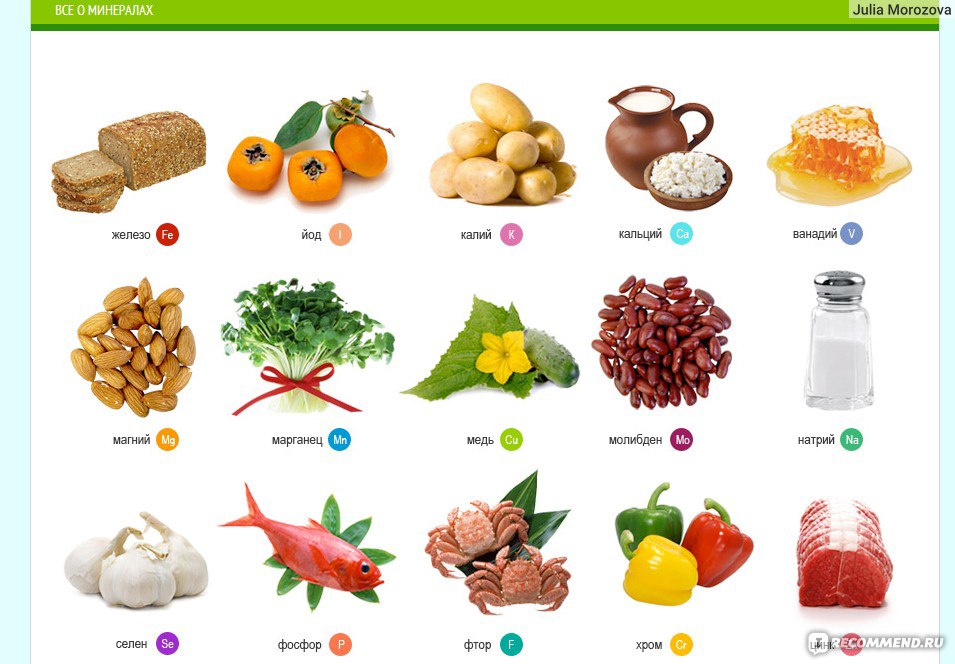 ВСЕ О МИНЕРАЛАХ
Julia Morozova
железо Fe
йод I
калий K
кальций Ca
ванадий V
магний Mg
марганец Mn
медь Cu
молибден Mo
натрий Na
селен Se
фосфор P
фтор F
хром Cr
цинк
RECOMMEND.RU